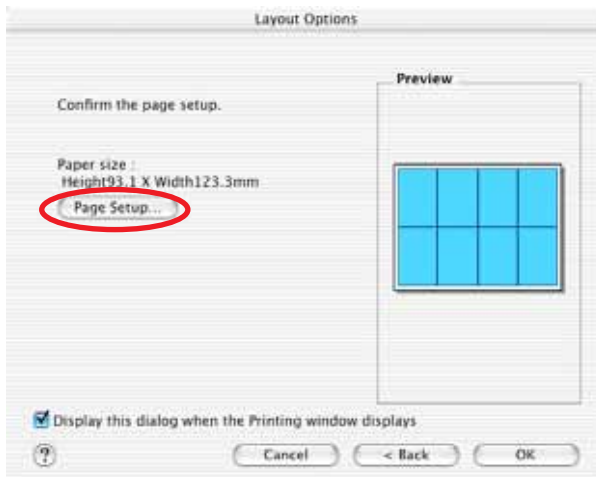 Layout Options
Preview
Confirm the page setup.
Paper size :
Height93.1 X Width123.3mm
Page Setup...
Display this dialog when the Printing window displays
?
Cancel
< Back
OK